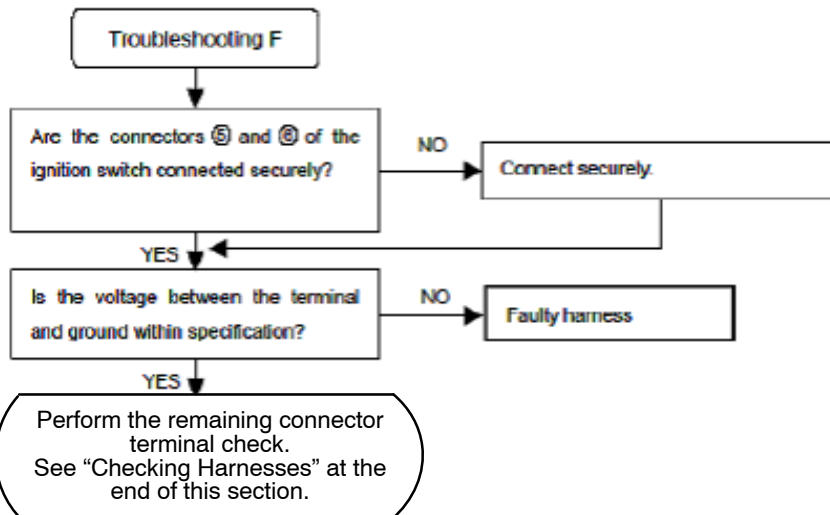 Troubleshooting F
Are the connectors ⑤ and ⑥ of the
ignition switch connected securely?
NO
Connect securely.
YES
Is the voltage between the terminal
and ground within specification?
NO
Faulty harness
YES
Perform the remaining connector
terminal check.
See “Checking Harnesses” at the
end of this section.